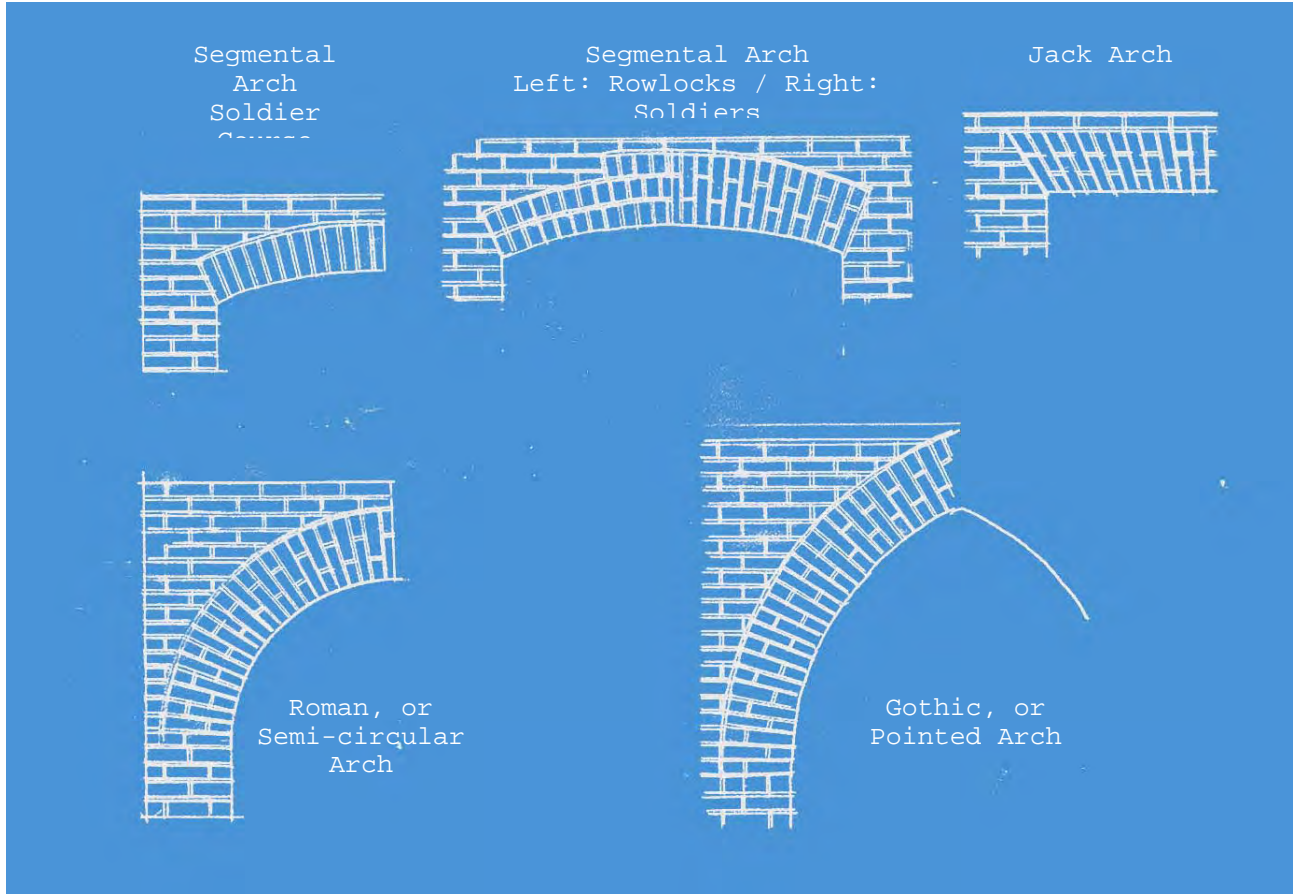 Segmental
Arch
Soldier
Course
Segmental Arch
Left: Rowlocks / Right:
Soldiers
Jack Arch
Roman, or
Semi-circular
Arch
Gothic, or
Pointed Arch